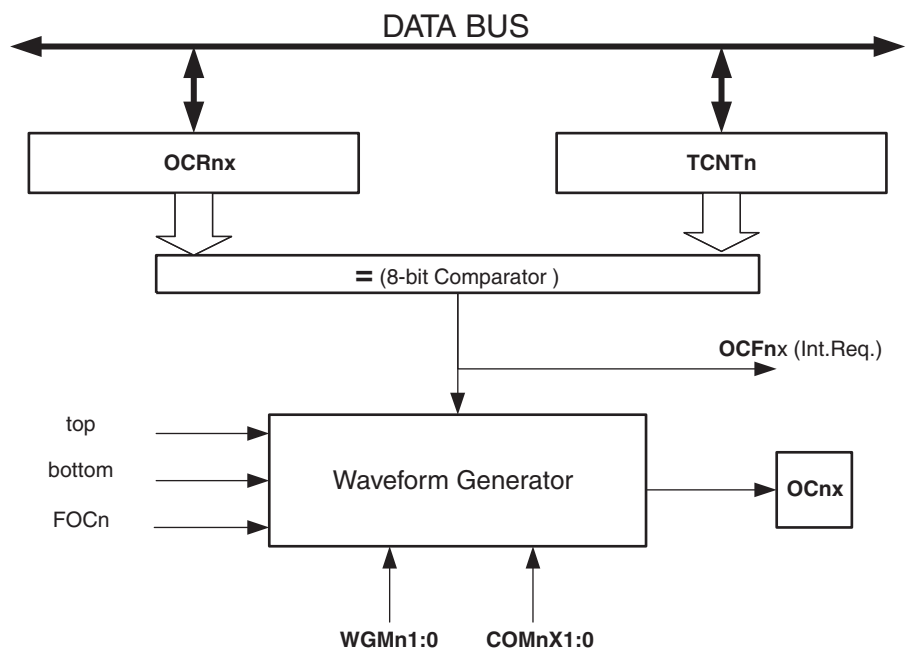 DATA BUS
OCRnx
TCNTn
= (8-bit Comparator )
OCFnx (Int.Req.)
top
bottom
FOCn
Waveform Generator
OCnx
WGMn1:0
COMnX1:0